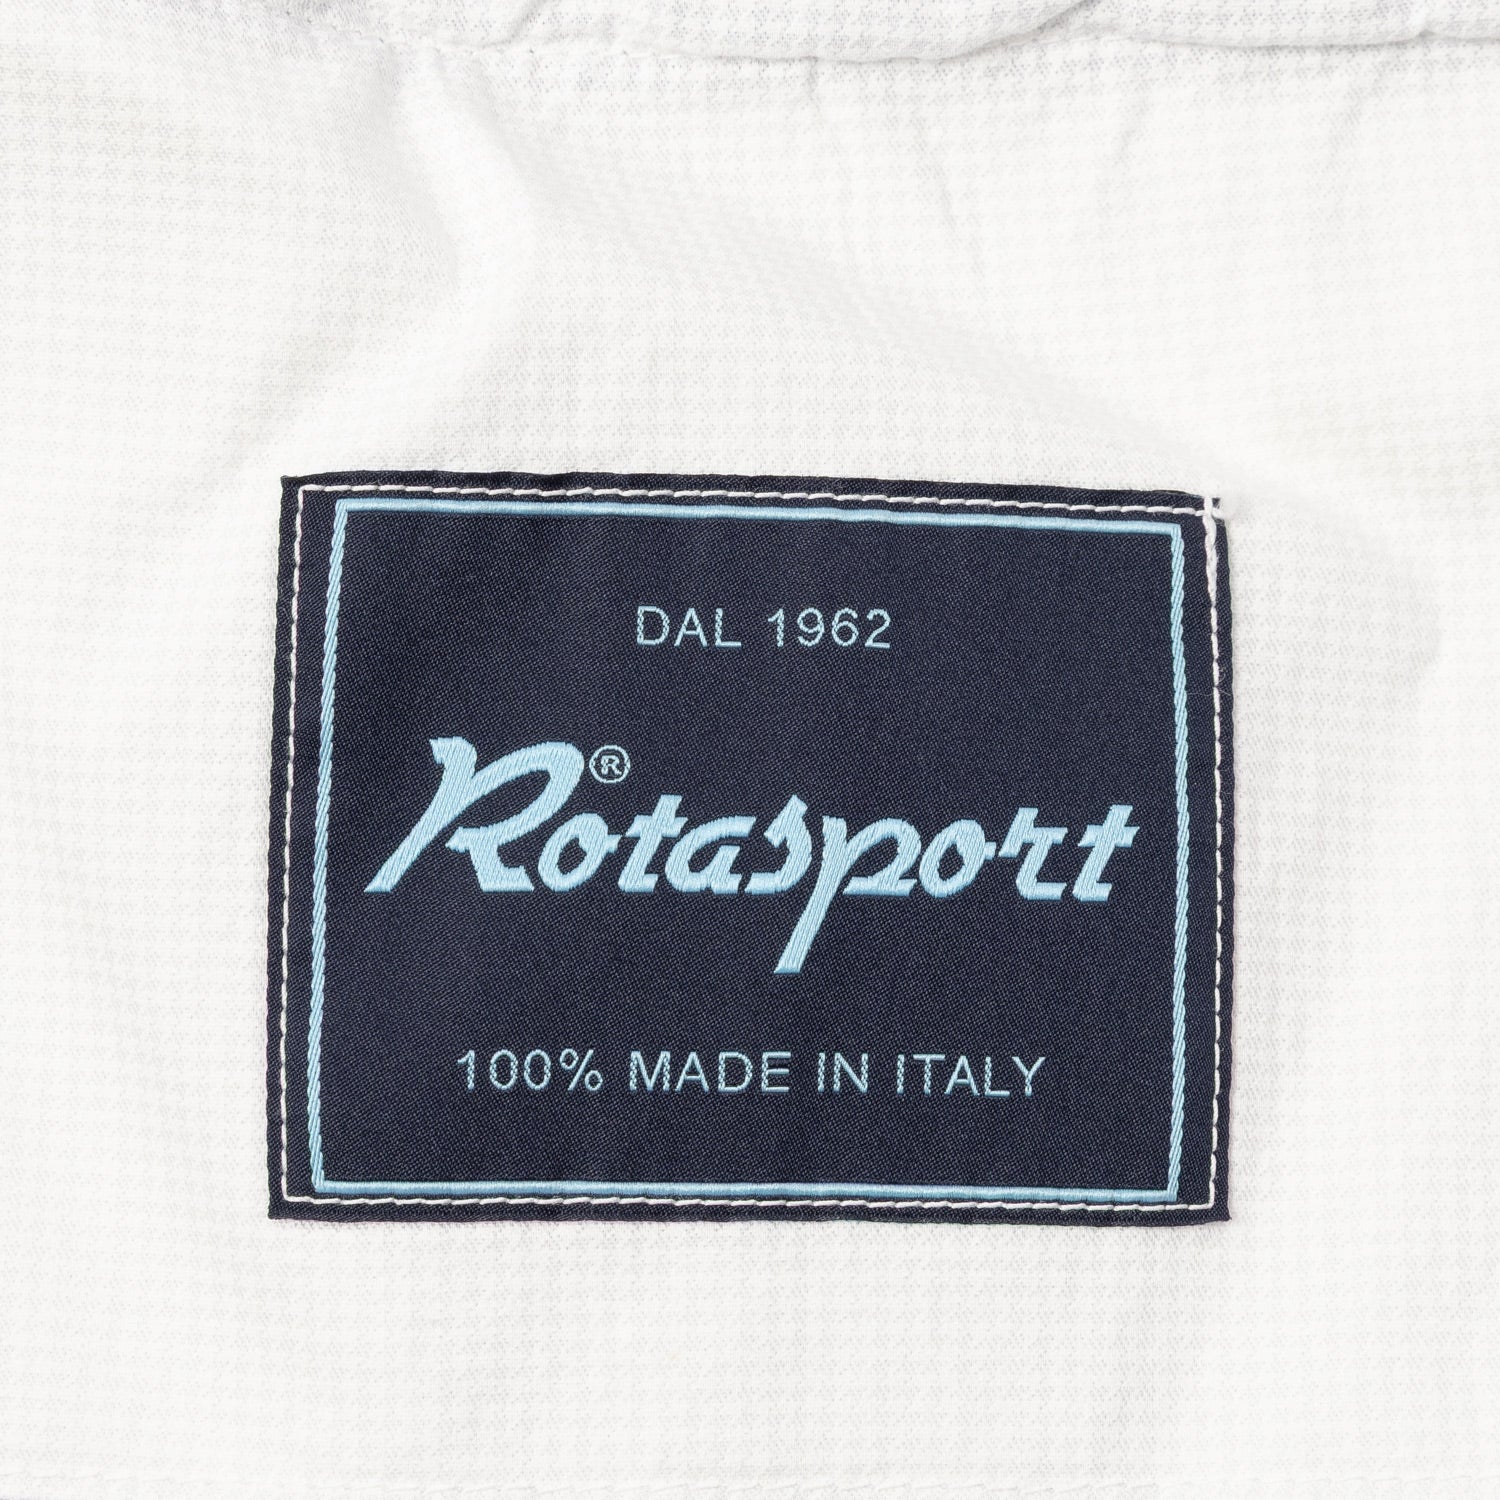 DAL 1962
Rotasport®
100% MADE IN ITALY